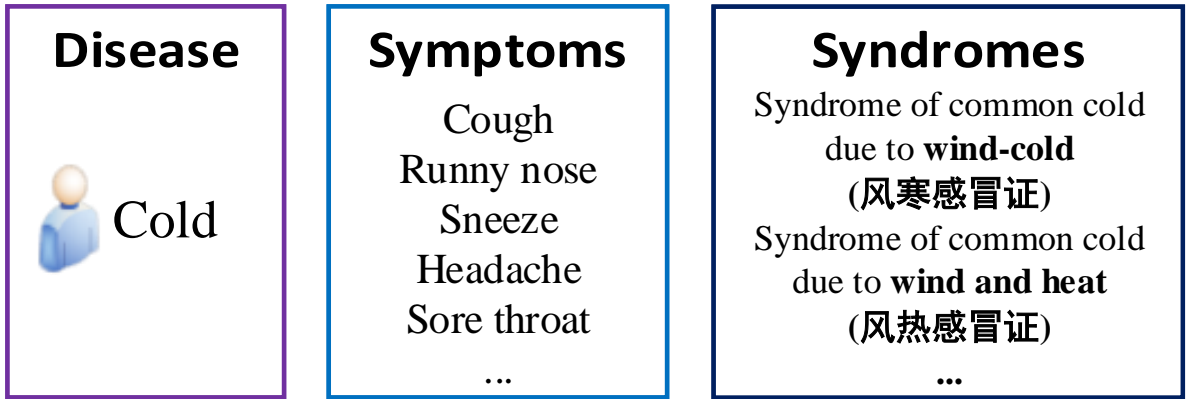 Disease
Cold
Symptoms
Cough
Runny nose
Sneeze
Headache
Sore throat
...
Syndromes
Syndrome of common cold
due to wind-cold
(风寒感冒证)
Syndrome of common cold
due to wind and heat
(风热感冒证)
...